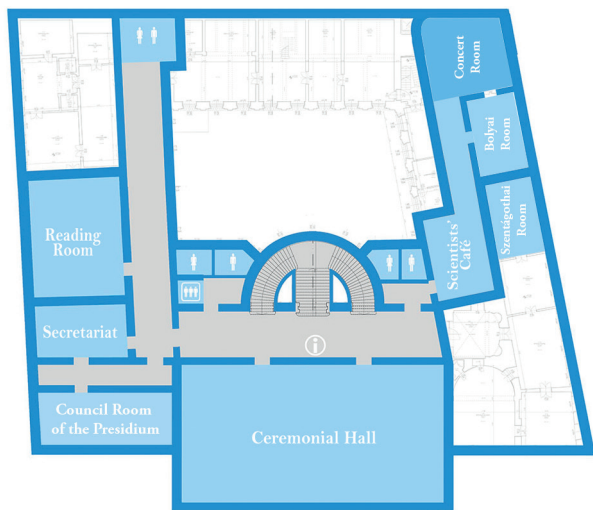 Concert
Room
Bolyai
Room
Szentágothai
Room
Scientists'
Café
Reading
Room
Secretariat
Council Room
of the Presidium
Ceremonial Hall
i